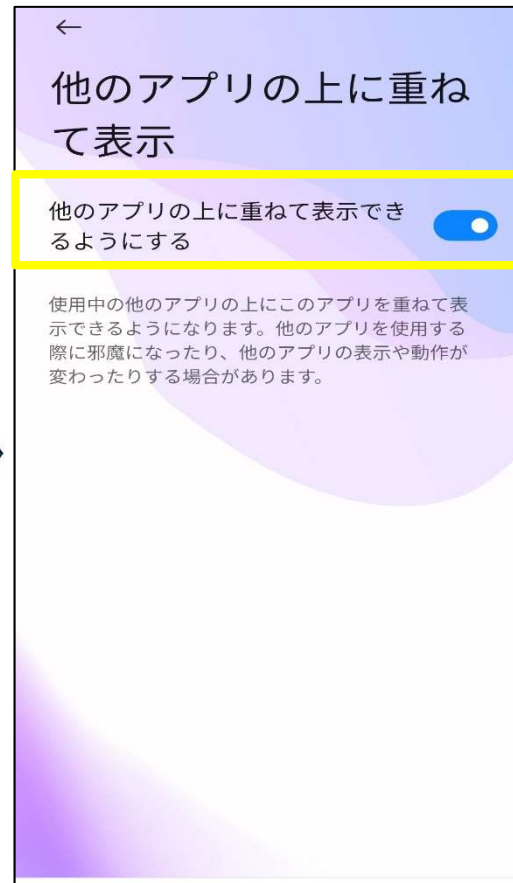 他のアプリの上に重ね
て表示
他のアプリの上に重ねて表示でき
るようにする
使用中の他のアプリの上にこのアプリを重ねて表
示できるようになります。他のアプリを使用する
際に邪魔になったり、他のアプリの表示や動作が
変わったりする場合があります。